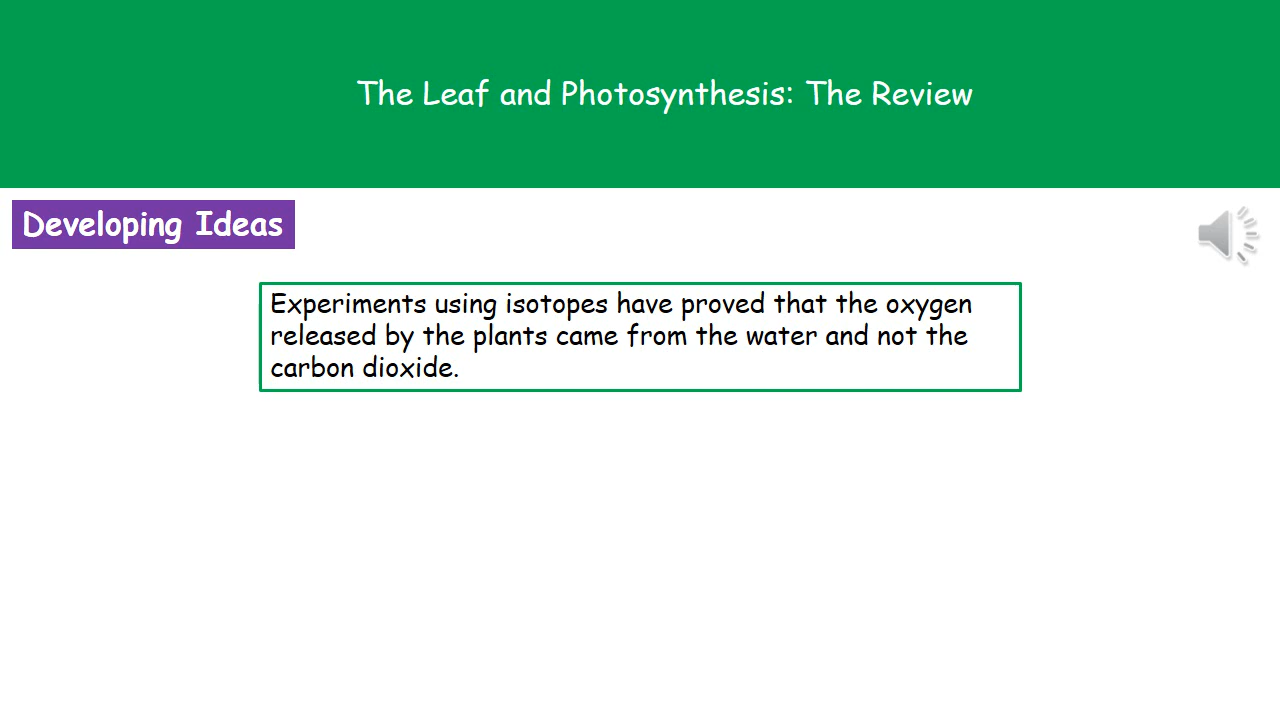 The Leaf and Photosynthesis: The Review
Developing Ideas
Experiments using isotopes have proved that the oxygen
released by the plants came from the water and not the
carbon dioxide.